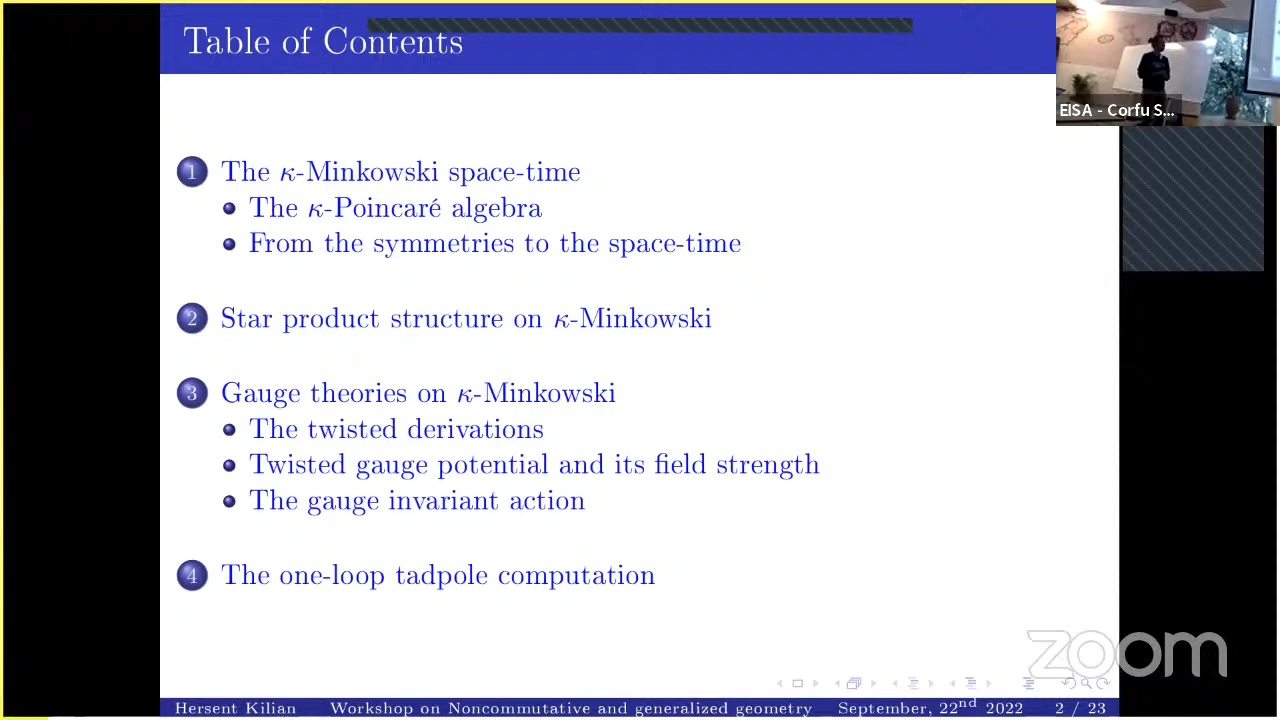 Table of Contents
EISA - Corfu S...
1 The κ-Minkowski space-time
The κ-Poincaré algebra
From the symmetries to the space-time
2 Star product structure on κ-Minkowski
3 Gauge theories on κ-Minkowski
The twisted derivations
Twisted gauge potential and its field strength
The gauge invariant action
4 The one-loop tadpole computation
zoom
Hersent Kilian Workshop on Noncommutative and generalized geometry September, 22nd 2022 2 / 23